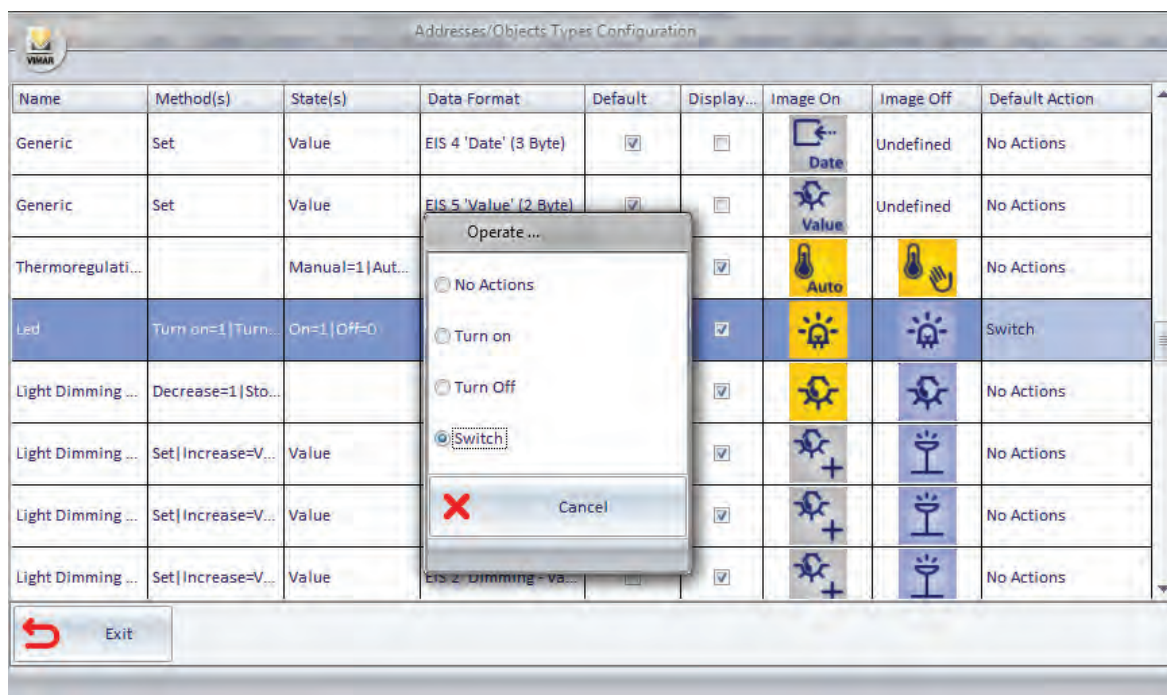 Addresses/Objects Types Configuration
VIMAR
Name Method(s) State(s) Data Format Default Display... Image On Image Off Default Action
Generic Set Value EIS 4 'Date' (3 Byte) Date Undefined No Actions
Generic Set Value EIS 5 'Value' (2 Byte) Value Undefined No Actions
Operate ...
Thermoregulati... Manual=1|Aut... Auto No Actions
No Actions
Led Turn on=1|Turn... On=1|Off=0 Switch
Turn on
Light Dimming ... Decrease=1|Sto... No Actions
Turn Off
Light Dimming ... Set|Increase=V... Value No Actions
Switch
Light Dimming ... Set|Increase=V... Value No Actions
Cancel
Light Dimming ... Set|Increase=V... Value EIS 2 'Dimming - Va... No Actions
Exit